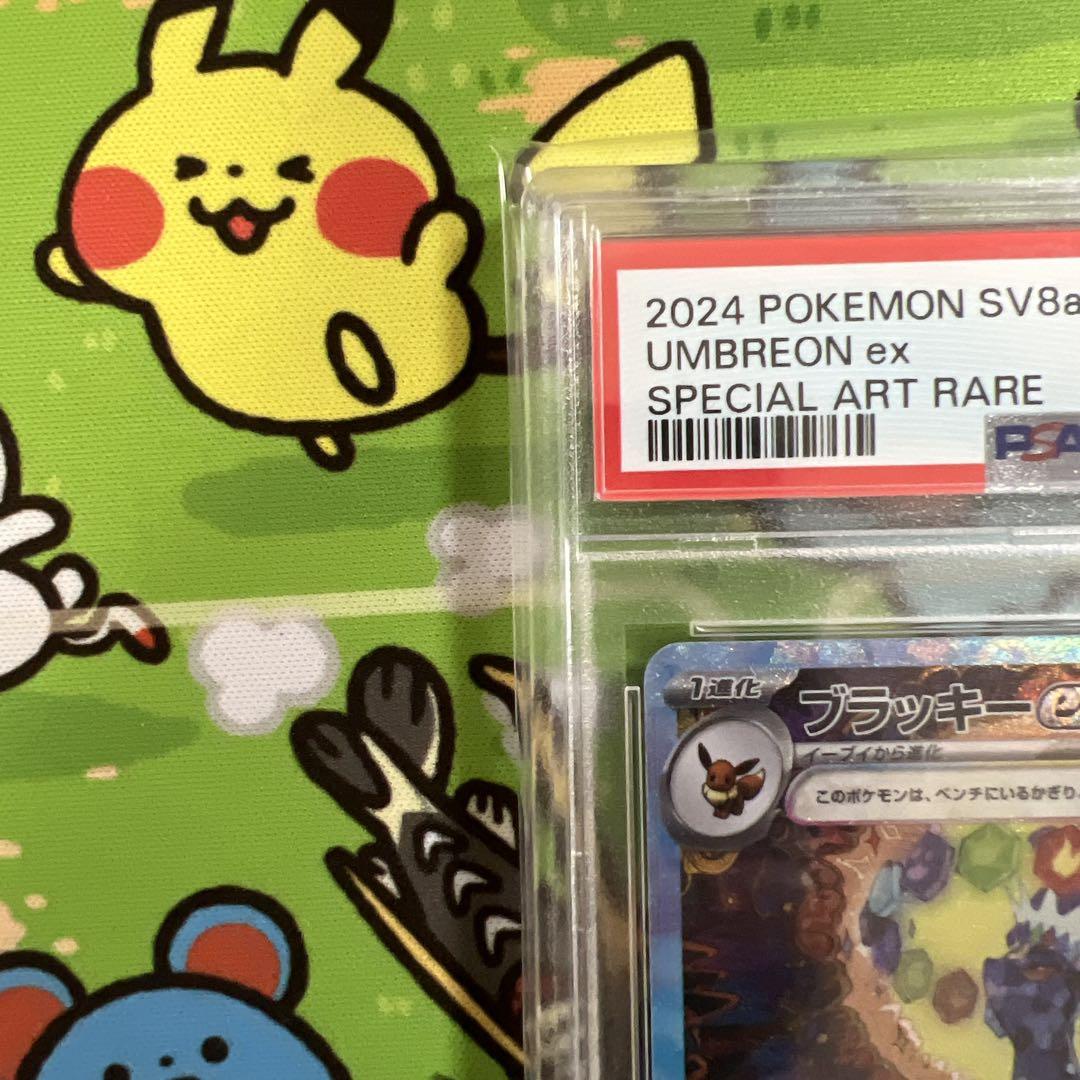 2024 POKEMON SV8a
UMBREON ex
SPECIAL ART RARE
PSA
1進化
ブラッキー
イーブイから進化
このポケモンは、ベンチにいるかぎり、